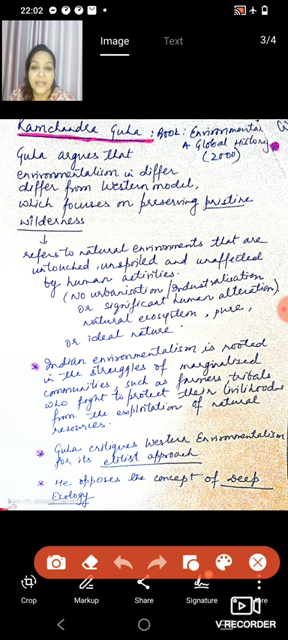 22:02
Image
Text
3/4
Ramchandra Guha : Book: Environmental
A Global History
(2000)
Guha argues that
environmentalism in differ
differ from Western model,
which focuses on preserving pristine
wilderness
↓
refers to natural environments that are
untouched, unspoiled and unaffected
by human activities.
(No urbanisation/Industrialisation
or significant human alteration)
natural ecosystem, pure,
or ideal nature.
* Indian environmentalism is rooted
in the struggles of marginalised
communities, such as farmers tribals
who fight to protect their livelihoods
from the exploitation of natural
resources.
* Guha critiques Western Environmentalism
for its elitist approach
* He opposes the concept of Deep
Ecology
Crop
Markup
Share
Signature
re
V RECORDER